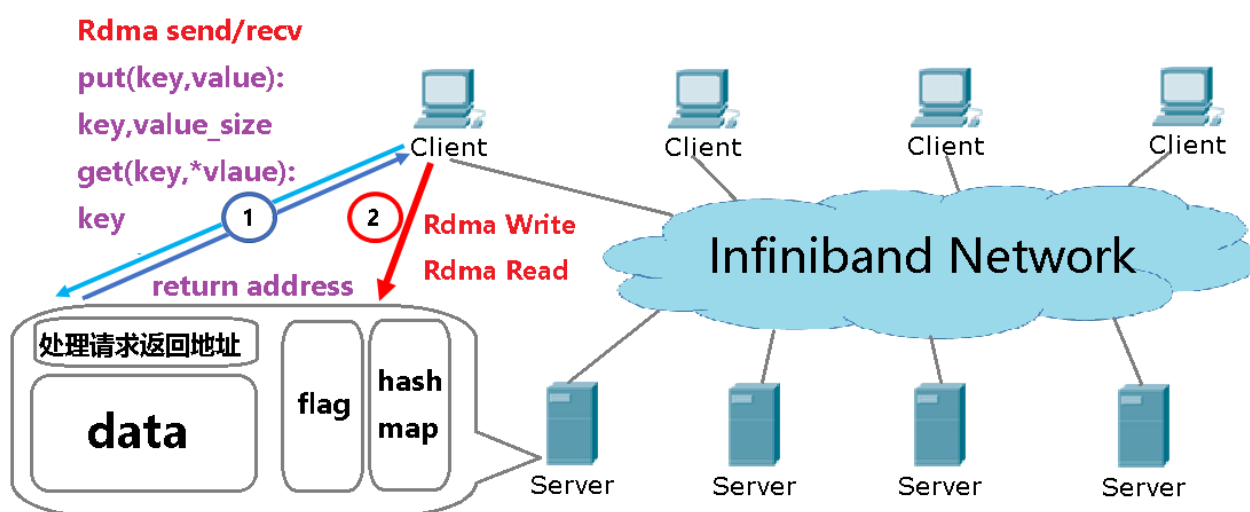 Rdma send/recv
put(key,value):
key,value_size
get(key,*vlaue):
key
1
2
Rdma Write
Rdma Read
return address
Client
Client
Client
Client
Infiniband Network
处理请求返回地址
data
flag
hash
map
Server
Server
Server
Server